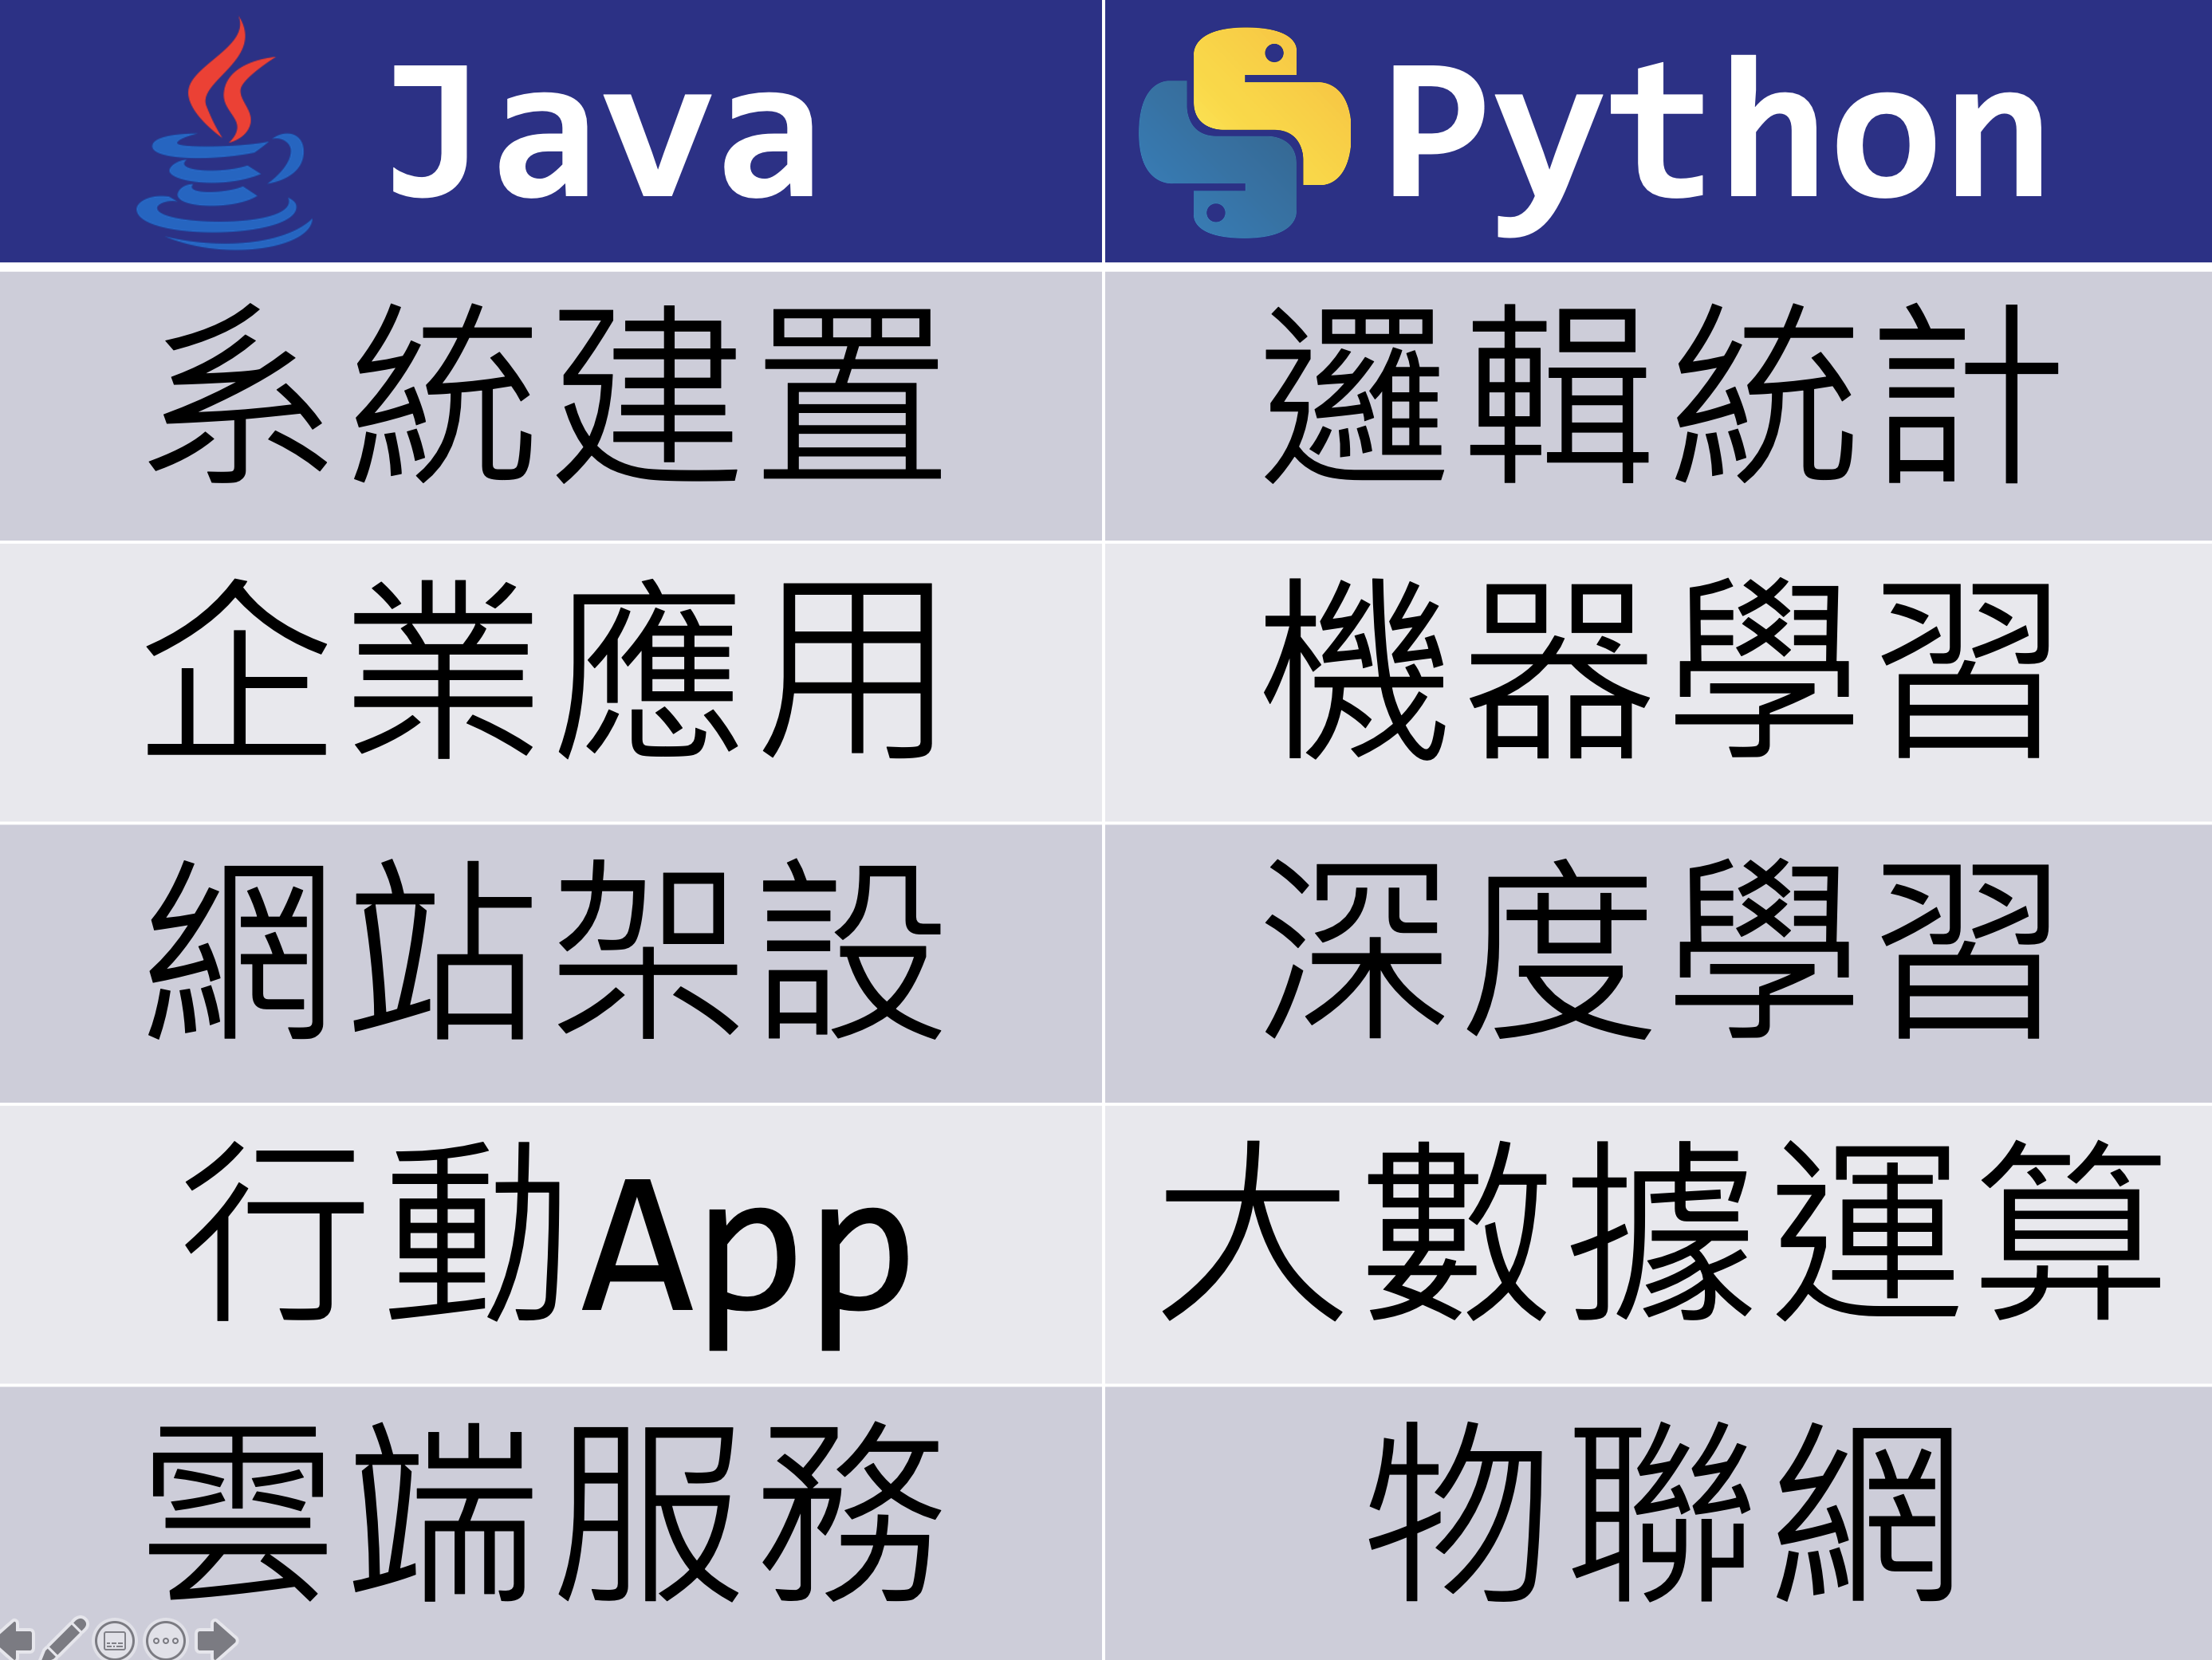 Java Python
系統建置 邏輯統計
企業應用 機器學習
網站架設 深度學習
行動App 大數據運算
雲端服務 物聯網